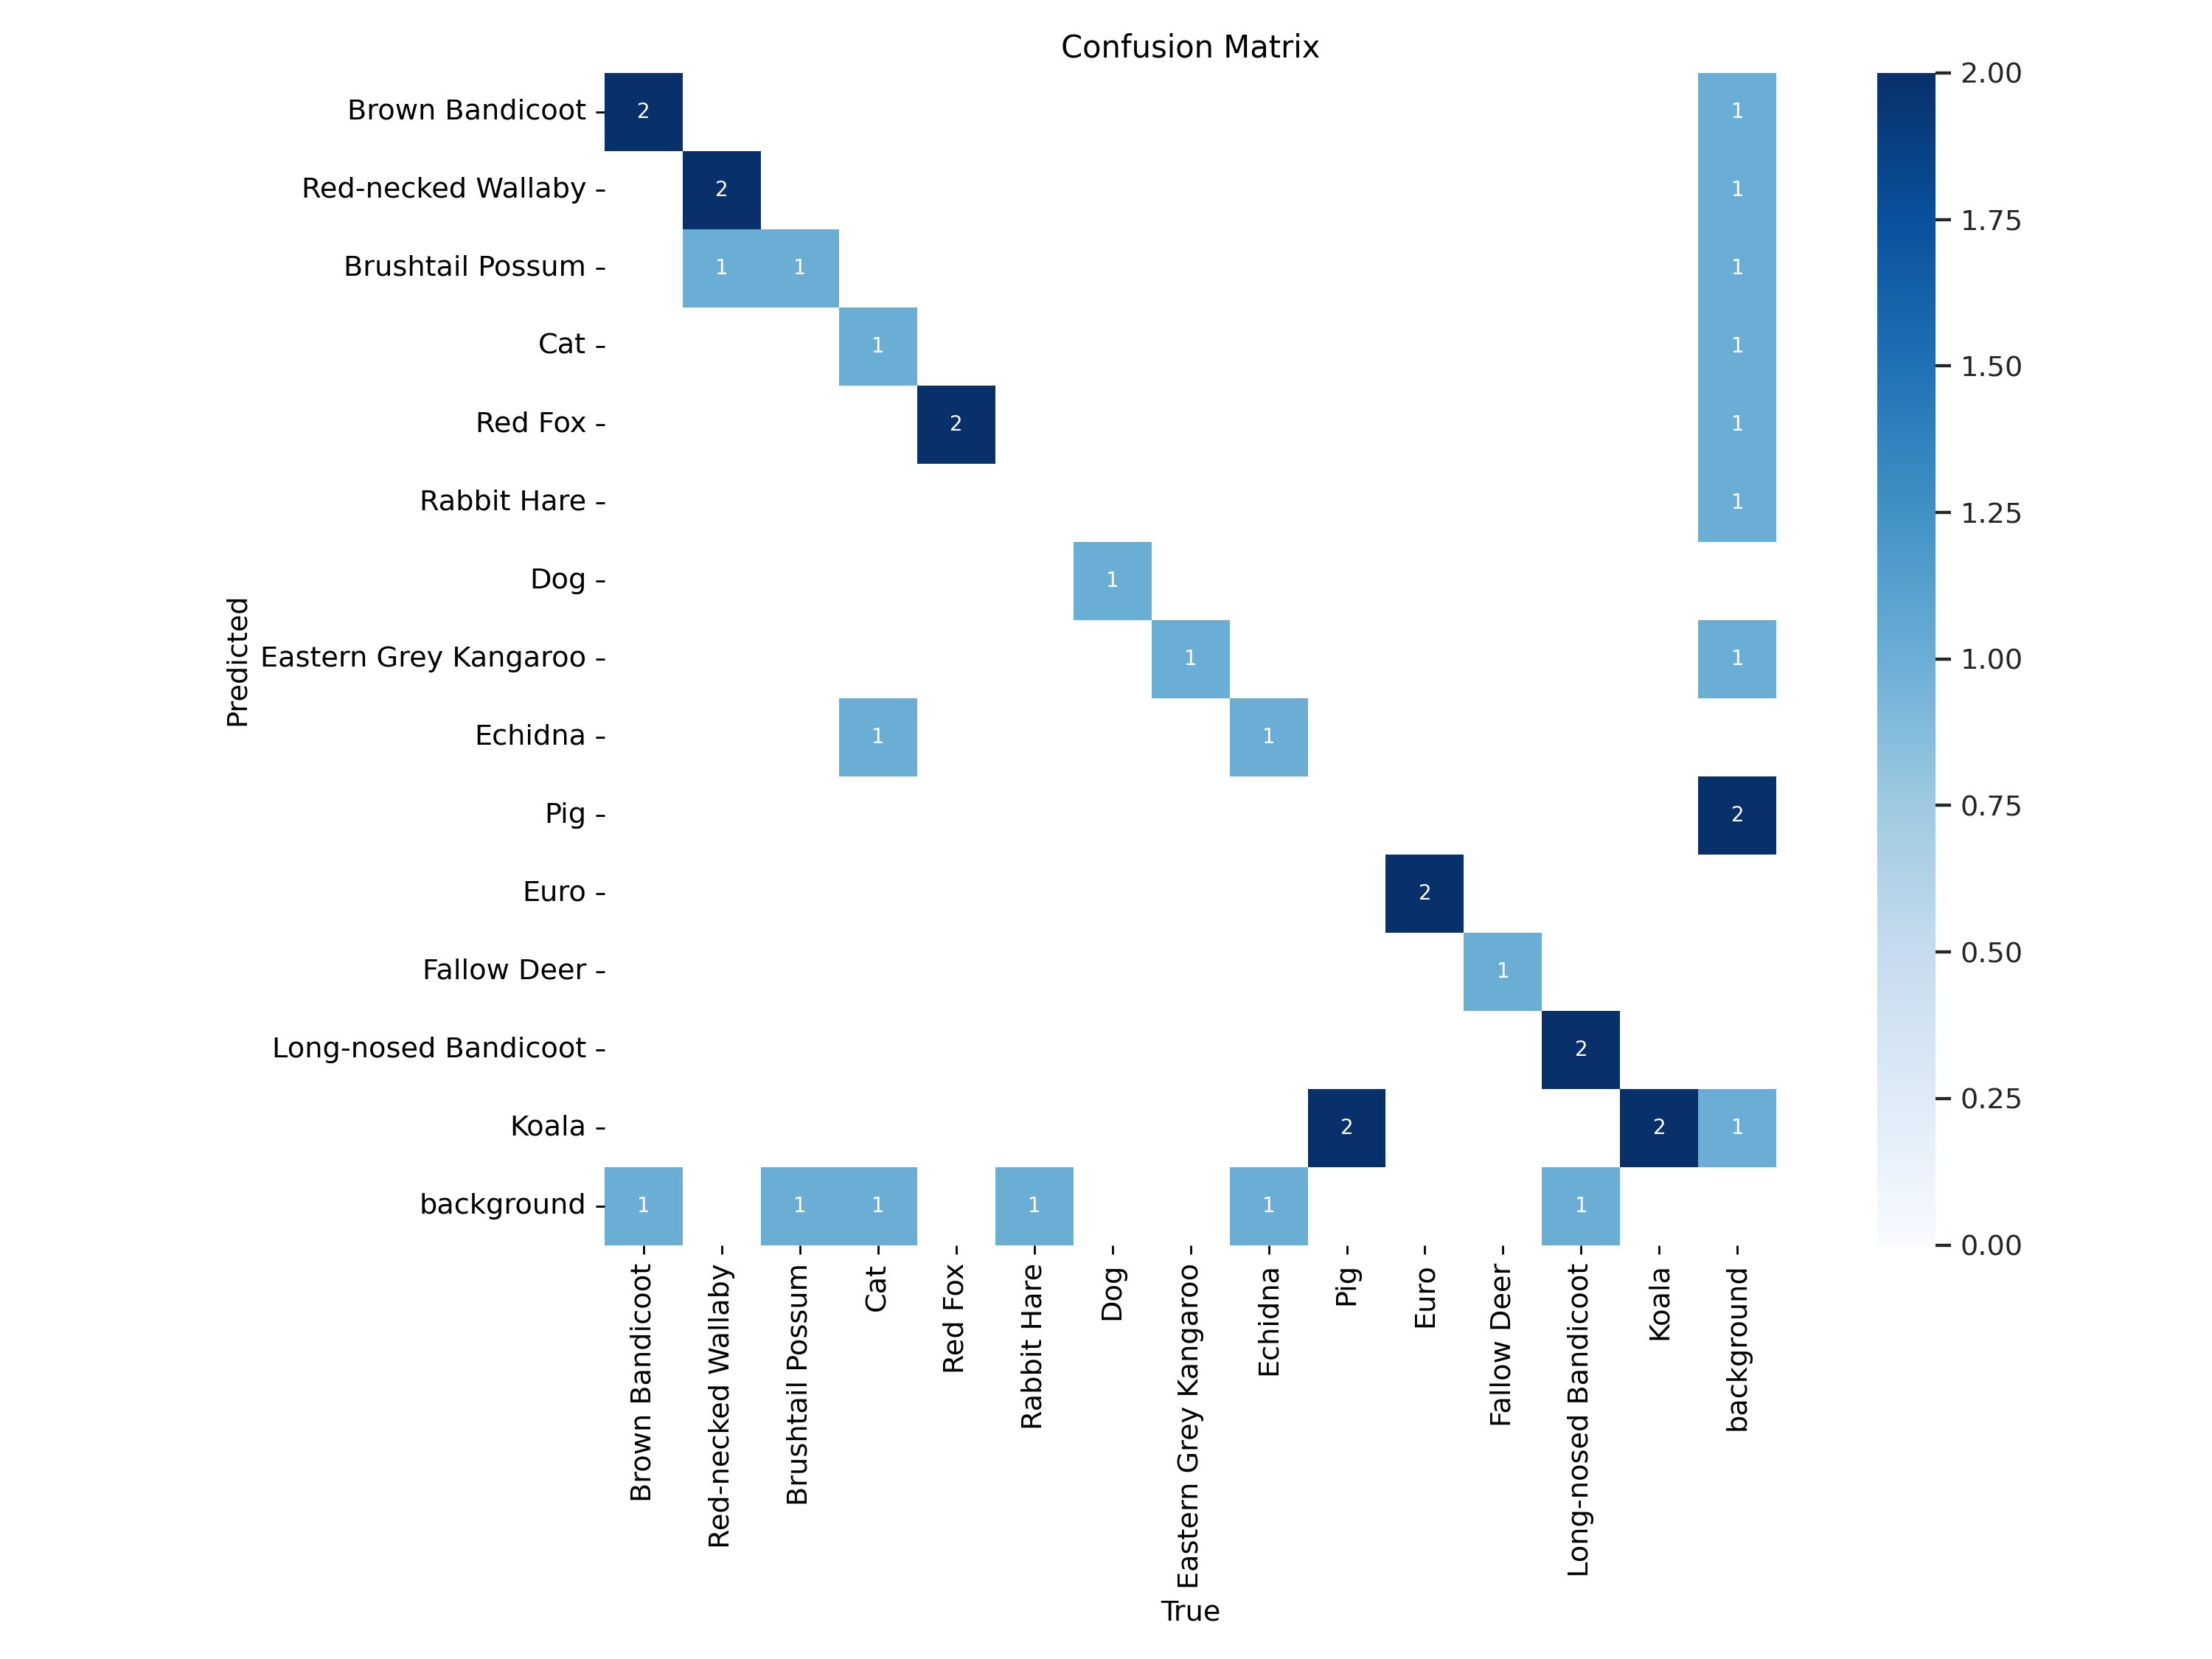 Confusion Matrix
Brown Bandicoot 2 1 2.00
Red-necked Wallaby 2 1 1.75
Brushtail Possum 1 1 1
Cat 1 1 1.50
Red Fox 2 1
Rabbit Hare 1 1.25
Dog 1
Eastern Grey Kangaroo 1 1 1.00
Echidna 1 1
Pig 2 0.75
Euro 2
Fallow Deer 1 0.50
Long-nosed Bandicoot 2
Koala 2 2 1 0.25
background 1 1 1 1 1 1 0.00
Predicted
Brown Bandicoot
Red-necked Wallaby
Brushtail Possum
Cat
Red Fox
Rabbit Hare
Dog
Eastern Grey Kangaroo
Echidna
Pig
Euro
Fallow Deer
Long-nosed Bandicoot
Koala
background
True